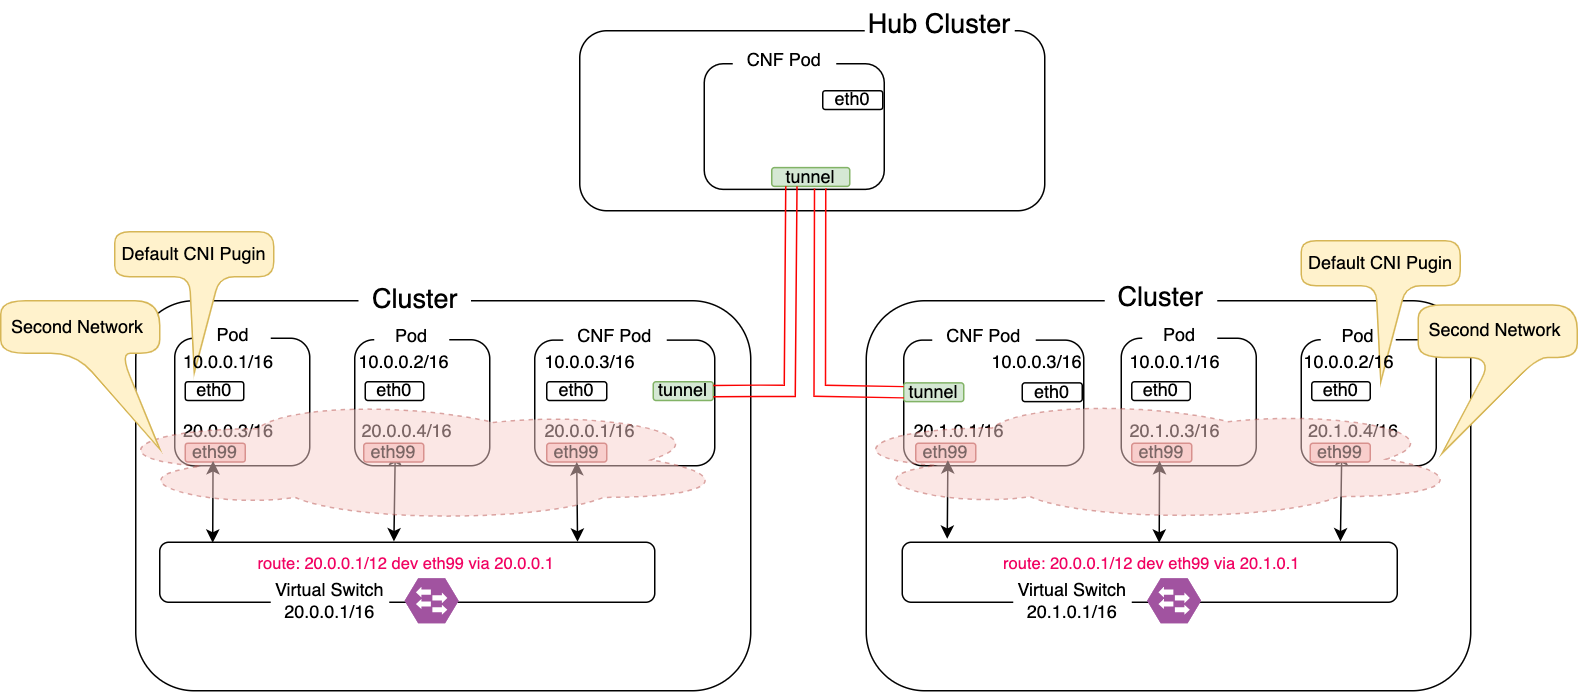 Hub Cluster
CNF Pod
eth0
tunnel
Default CNI Pugin
Second Network
Cluster
Pod
10.0.0.1/16
eth0
20.0.0.3/16
eth99
Pod
10.0.0.2/16
eth0
20.0.0.4/16
eth99
CNF Pod
10.0.0.3/16
eth0
tunnel
20.0.0.1/16
eth99
route: 20.0.0.1/12 dev eth99 via 20.0.0.1
Virtual Switch
20.0.0.1/16
Default CNI Pugin
Second Network
Cluster
CNF Pod
10.0.0.3/16
tunnel
eth0
20.1.0.1/16
eth99
Pod
10.0.0.1/16
eth0
20.1.0.3/16
eth99
Pod
10.0.0.2/16
eth0
20.1.0.4/16
eth99
route: 20.0.0.1/12 dev eth99 via 20.1.0.1
Virtual Switch
20.1.0.1/16